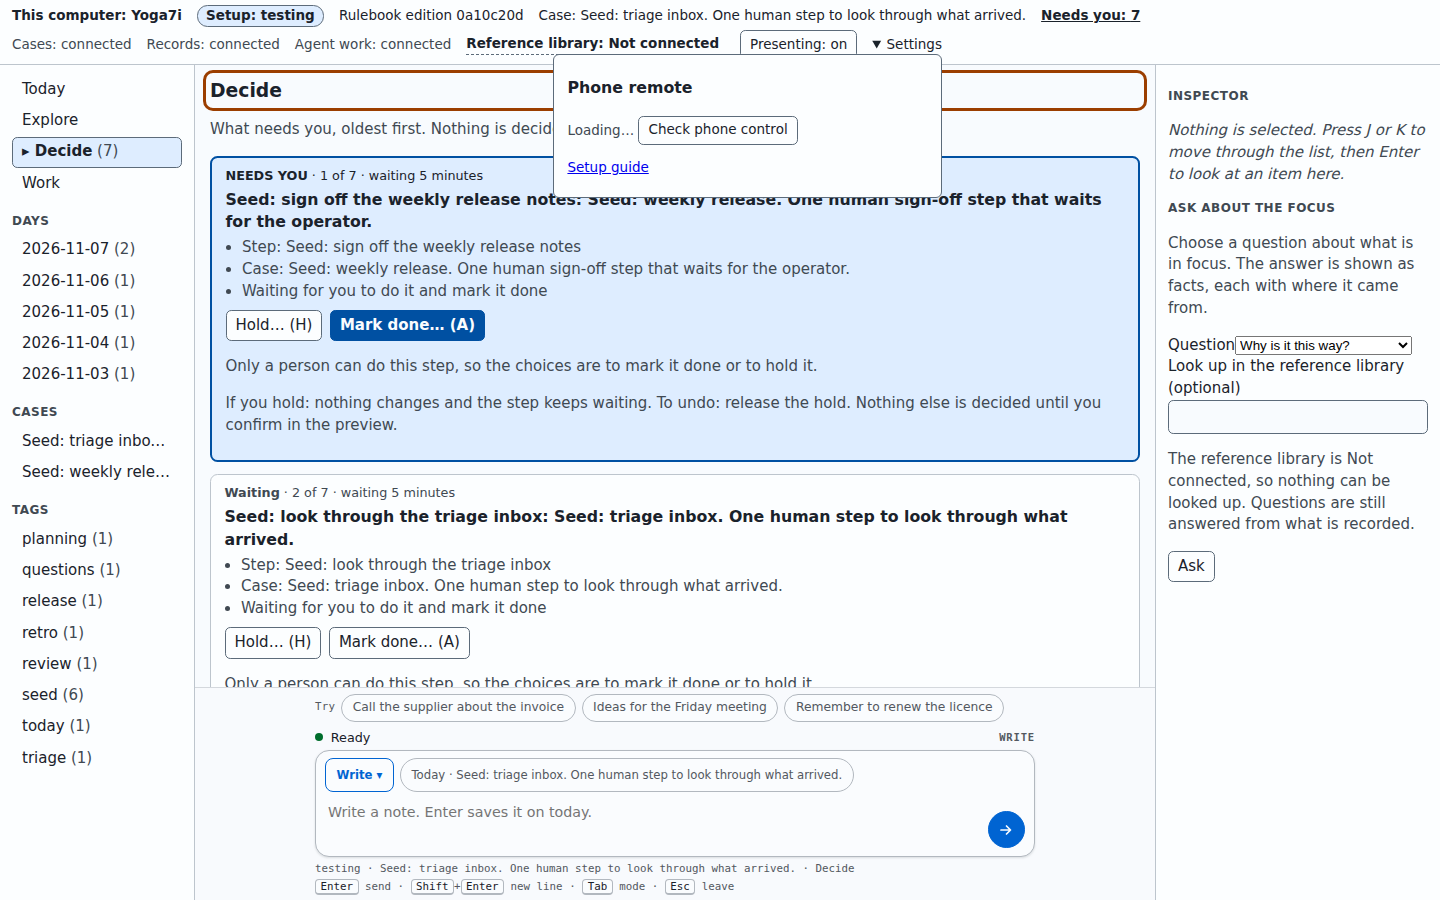 This computer: Yoga7i Setup: testing Rulebook edition 0a10c20d Case: Seed: triage inbox. One human step to look through what arrived. Needs you: 7
Cases: connected Records: connected Agent work: connected Reference library: Not connected Presenting: on ▼ Settings
Today
Explore
▸ Decide (7)
Work
DAYS
2026-11-07 (2)
2026-11-06 (1)
2026-11-05 (1)
2026-11-04 (1)
2026-11-03 (1)
CASES
Seed: triage inbo…
Seed: weekly rele…
TAGS
planning (1)
questions (1)
release (1)
retro (1)
review (1)
seed (6)
today (1)
triage (1)
Decide
What needs you, oldest first. Nothing is decid
Phone remote
Loading… Check phone control
Setup guide
NEEDS YOU · 1 of 7 · waiting 5 minutes
Seed: sign off the weekly release notes: Seed: weekly release. One human sign-off step that waits
for the operator.
• Step: Seed: sign off the weekly release notes
• Case: Seed: weekly release. One human sign-off step that waits for the operator.
• Waiting for you to do it and mark it done
Hold… (H) Mark done… (A)
Only a person can do this step, so the choices are to mark it done or to hold it.
If you hold: nothing changes and the step keeps waiting. To undo: release the hold. Nothing else is decided until you
confirm in the preview.
Waiting · 2 of 7 · waiting 5 minutes
Seed: look through the triage inbox: Seed: triage inbox. One human step to look through what
arrived.
• Step: Seed: look through the triage inbox
• Case: Seed: triage inbox. One human step to look through what arrived.
• Waiting for you to do it and mark it done
Hold… (H) Mark done… (A)
Only a person can do this step, so the choices are to mark it done or to hold it
Try Call the supplier about the invoice Ideas for the Friday meeting Remember to renew the licence
Ready WRITE
Write ▾ Today · Seed: triage inbox. One human step to look through what arrived.
Write a note. Enter saves it on today.
→
testing · Seed: triage inbox. One human step to look through what arrived. · Decide
Enter send · Shift+Enter new line · Tab mode · Esc leave
INSPECTOR
Nothing is selected. Press J or K to
move through the list, then Enter
to look at an item here.
ASK ABOUT THE FOCUS
Choose a question about what is
in focus. The answer is shown as
facts, each with where it came
from.
Question Why is it this way?
Look up in the reference library
(optional)
The reference library is Not
connected, so nothing can be
looked up. Questions are still
answered from what is recorded.
Ask